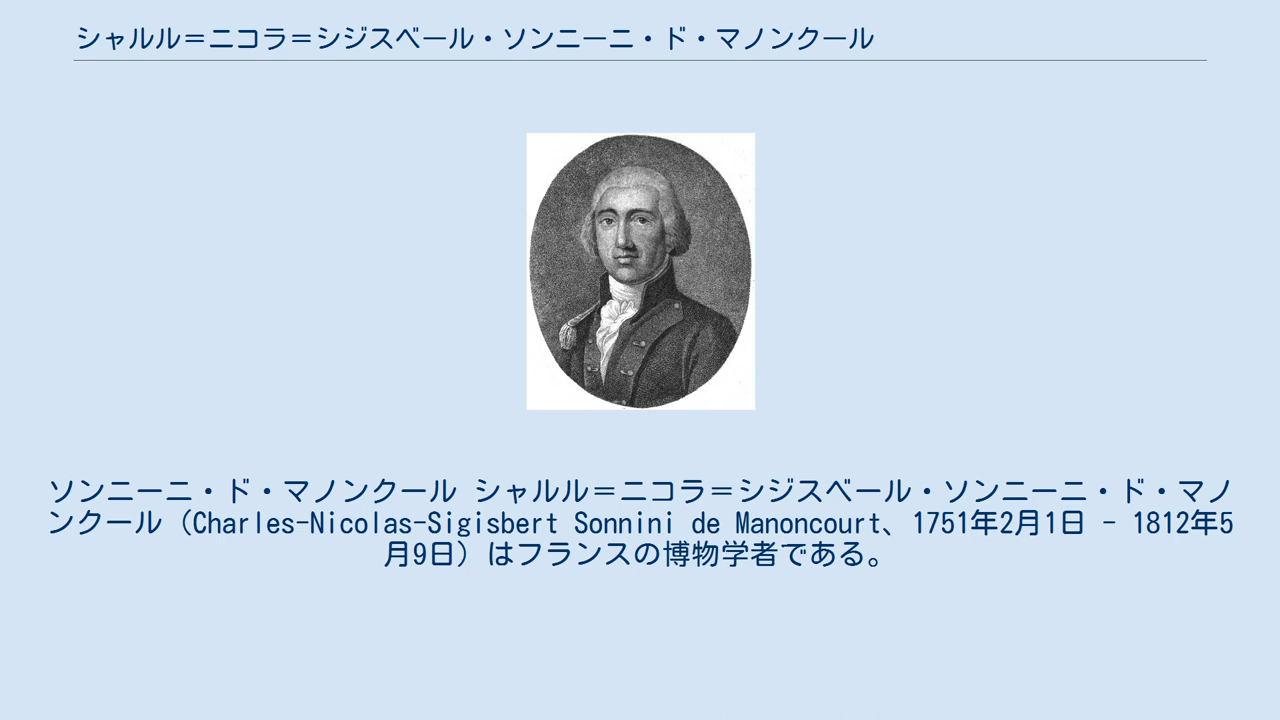 シャルル＝ニコラ＝シジスベール・ソンニーニ・ド・マノンクール
ソンニーニ・ド・マノンクール シャルル＝ニコラ＝シジスベール・ソンニーニ・ド・マノ
ンクール（Charles-Nicolas-Sigisbert Sonnini de Manoncourt、1751年2月1日 - 1812年5
月9日）はフランスの博物学者である。